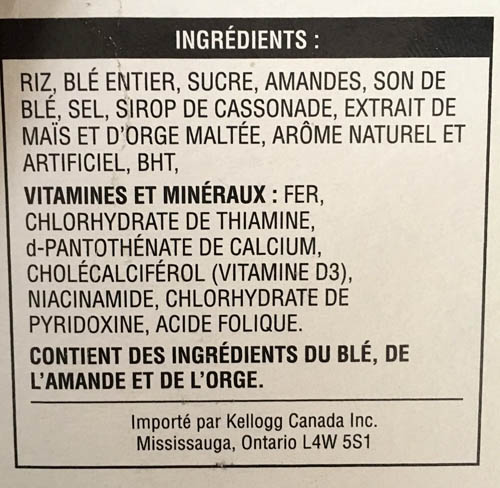 INGRÉDIENTS :
RIZ, BLÉ ENTIER, SUCRE, AMANDES, SON DE
BLÉ, SEL, SIROP DE CASSONADE, EXTRAIT DE
MAÏS ET D'ORGE MALTÉE, ARÔME NATUREL ET
ARTIFICIEL, BHT,
VITAMINES ET MINÉRAUX : FER,
CHLORHYDRATE DE THIAMINE,
d-PANTOTHÉNATE DE CALCIUM,
CHOLÉCALCIFÉROL (VITAMINE D3),
NIACINAMIDE, CHLORHYDRATE DE
PYRIDOXINE, ACIDE FOLIQUE.
CONTIENT DES INGRÉDIENTS DU BLÉ, DE
L'AMANDE ET DE L'ORGE.
Importé par Kellogg Canada Inc.
Mississauga, Ontario L4W 5S1